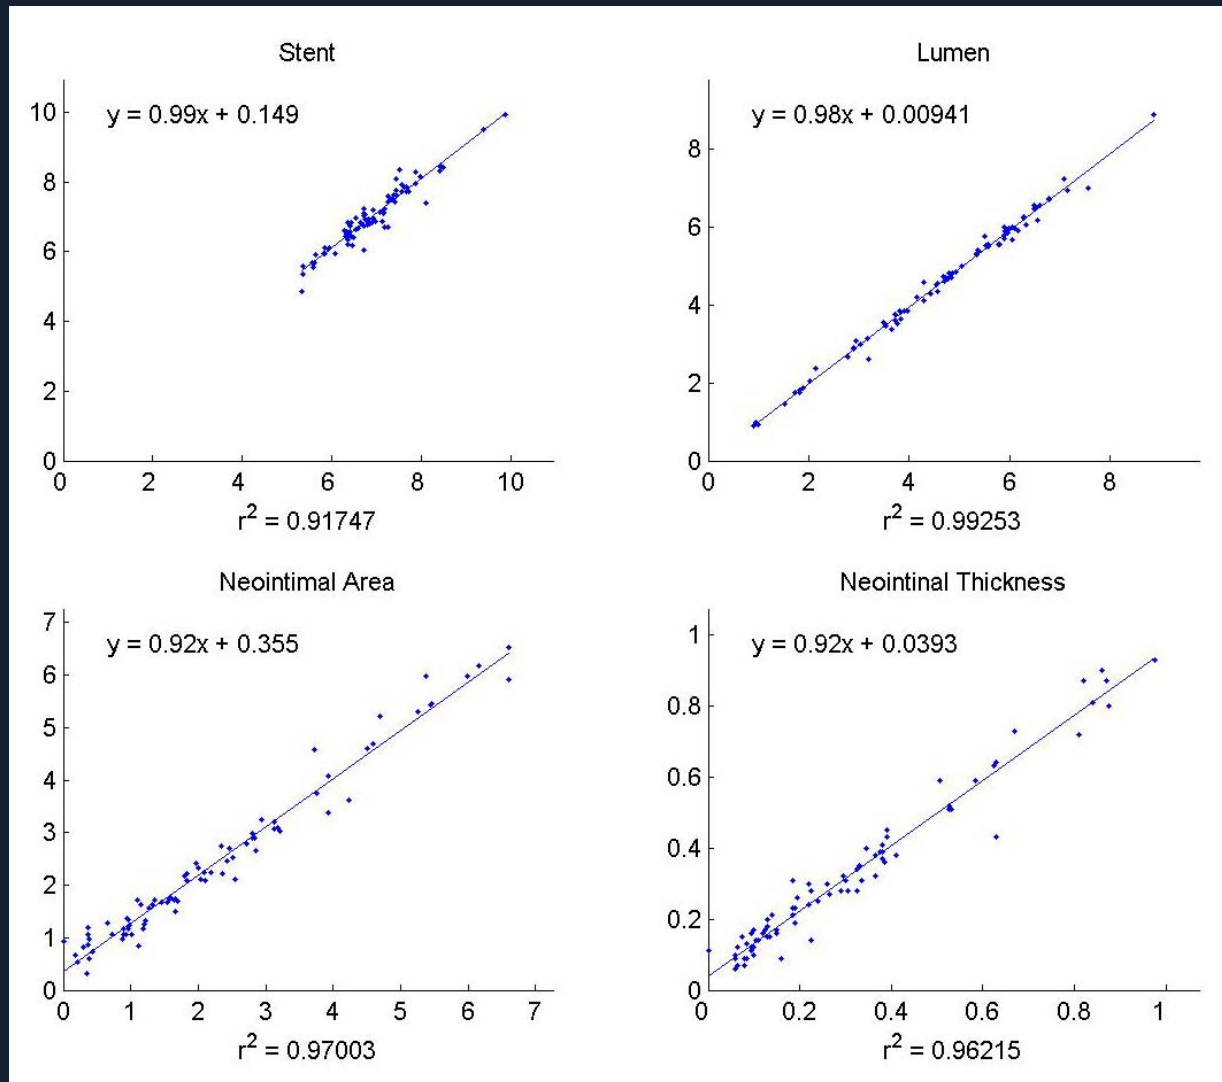 Stent
y = 0.99x + 0.149
10
8
6
4
2
0
0 2 4 6 8 10
r² = 0.91747
Lumen
y = 0.98x + 0.00941
8
6
4
2
0
0 2 4 6 8
r² = 0.99253
Neointimal Area
y = 0.92x + 0.355
7
6
5
4
3
2
1
0
0 1 2 3 4 5 6 7
r² = 0.97003
Neointinal Thickness
y = 0.92x + 0.0393
1
0.8
0.6
0.4
0.2
0
0 0.2 0.4 0.6 0.8 1
r² = 0.96215